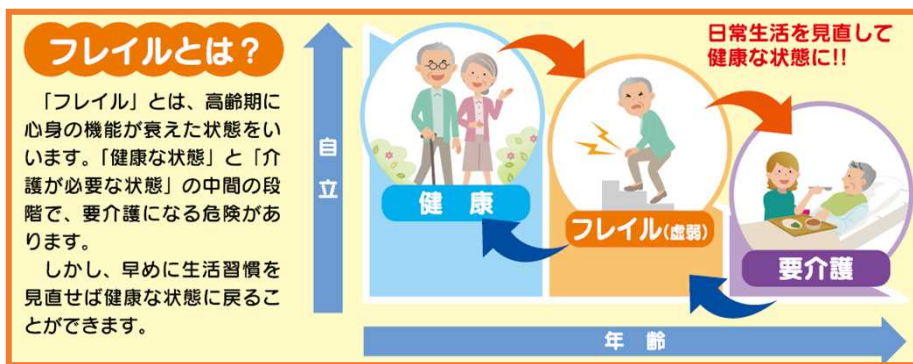 フレイルとは?
「フレイル」とは、高齢期に
心身の機能が衰えた状態をい
います。「健康な状態」と「介
護が必要な状態」の中間の段
階で、要介護になる危険があ
ります。
しかし、早めに生活習慣を
見直せば健康な状態に戻るこ
とができます。
自立
日常生活を見直して
健康な状態に!!
健康
フレイル(虚弱)
要介護
年齢